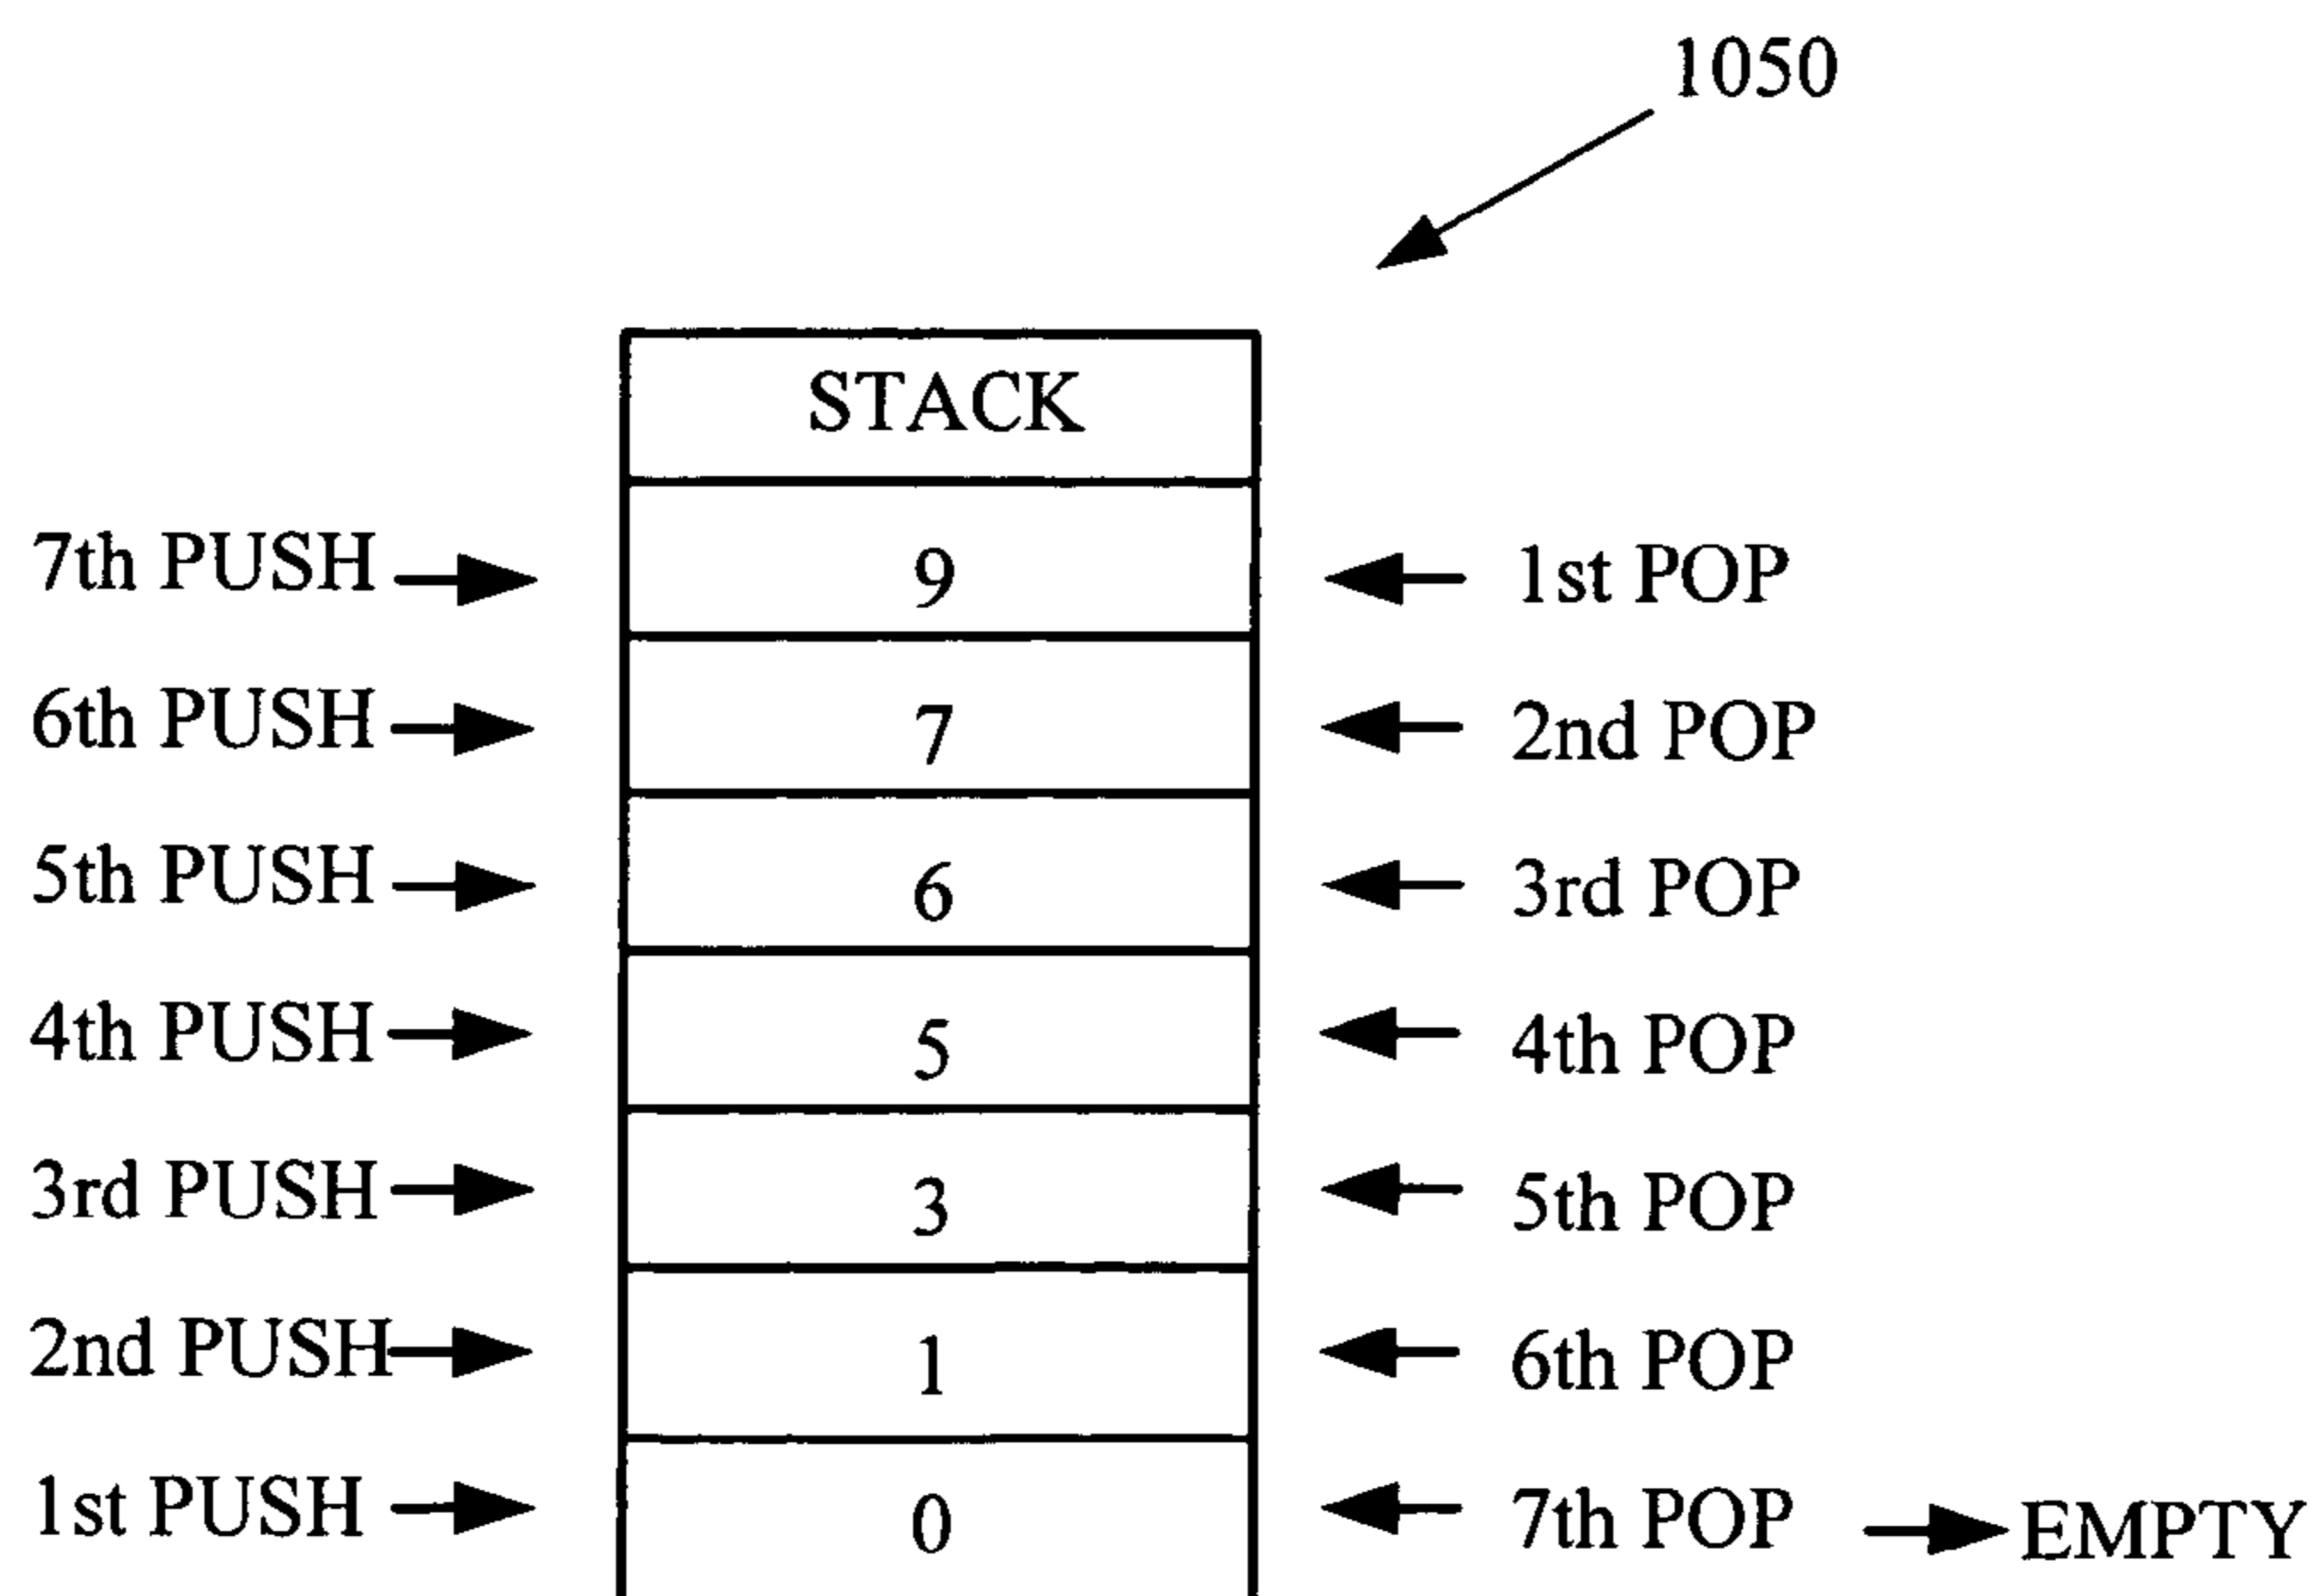 1050
STACK
7th PUSH 9 1st POP
6th PUSH 7 2nd POP
5th PUSH 6 3rd POP
4th PUSH 5 4th POP
3rd PUSH 3 5th POP
2nd PUSH 1 6th POP
1st PUSH 0 7th POP EMPTY